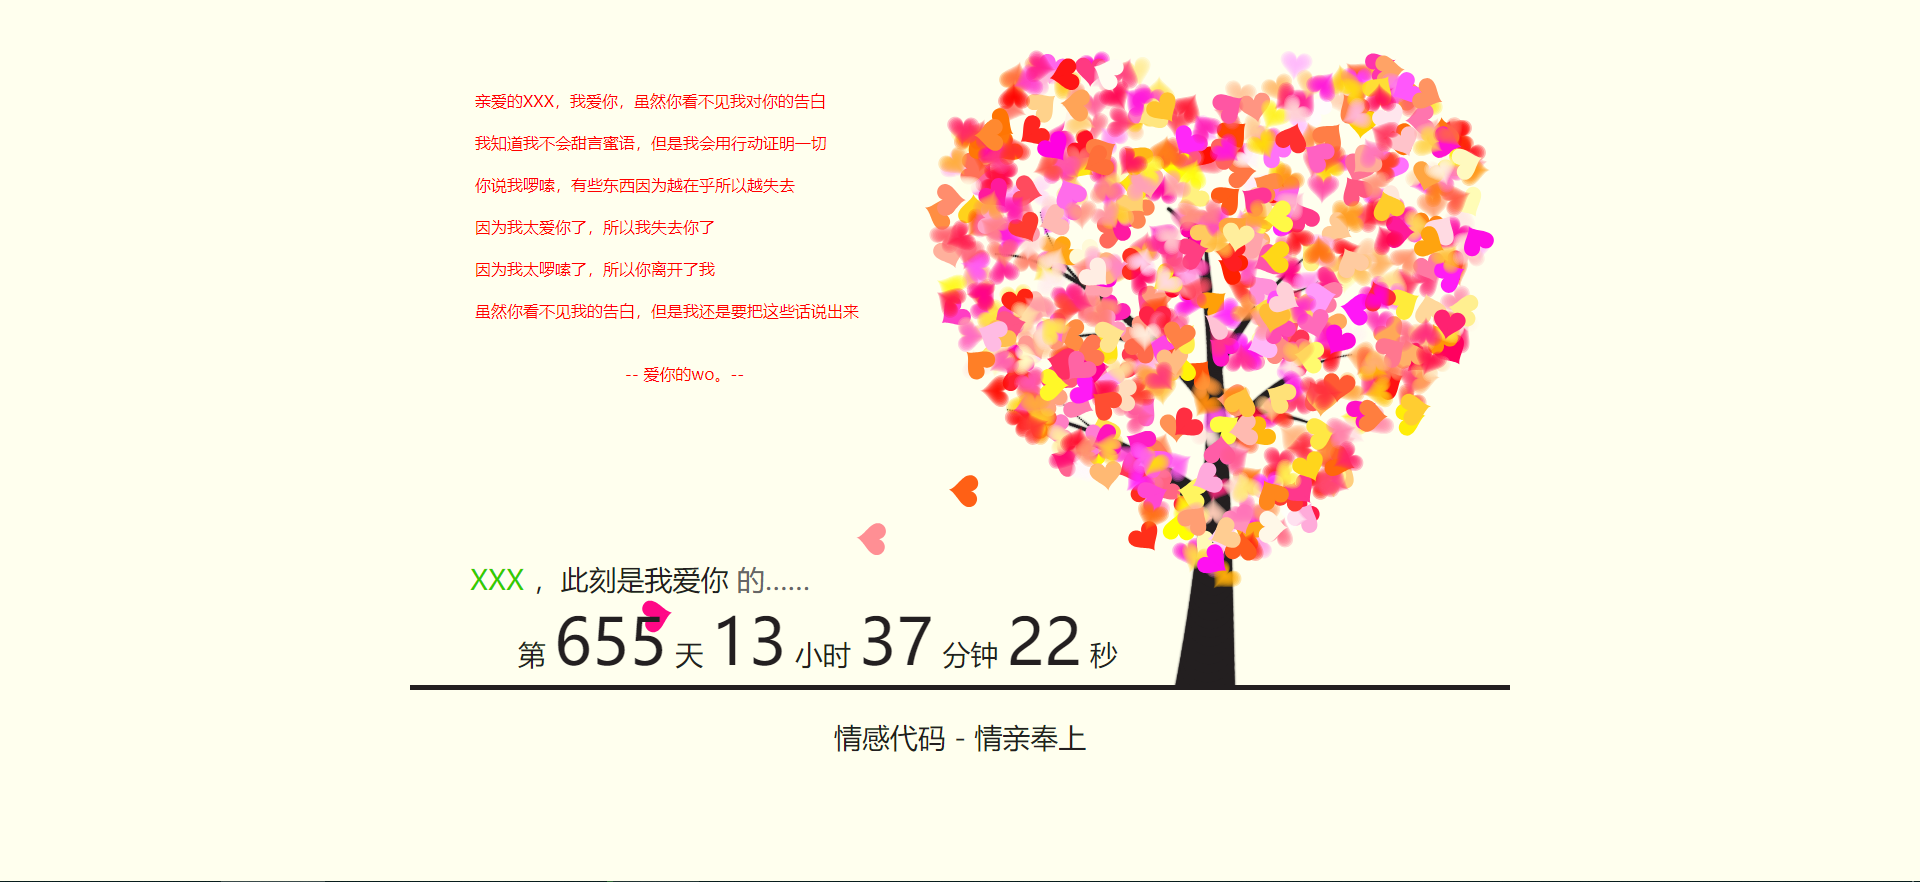 亲爱的XXX，我爱你，虽然你看不见我对你的告白
我知道我不会甜言蜜语，但是我会用行动证明一切
你说我啰嗦，有些东西因为越在乎所以越失去
因为我太爱你了，所以我失去你了
因为我太啰嗦了，所以你离开了我
虽然你看不见我的告白，但是我还是要把这些话说出来
-- 爱你的wo。--
XXX ，此刻是我爱你 的......
第 655 天 13 小时 37 分钟 22 秒
情感代码 - 情亲奉上